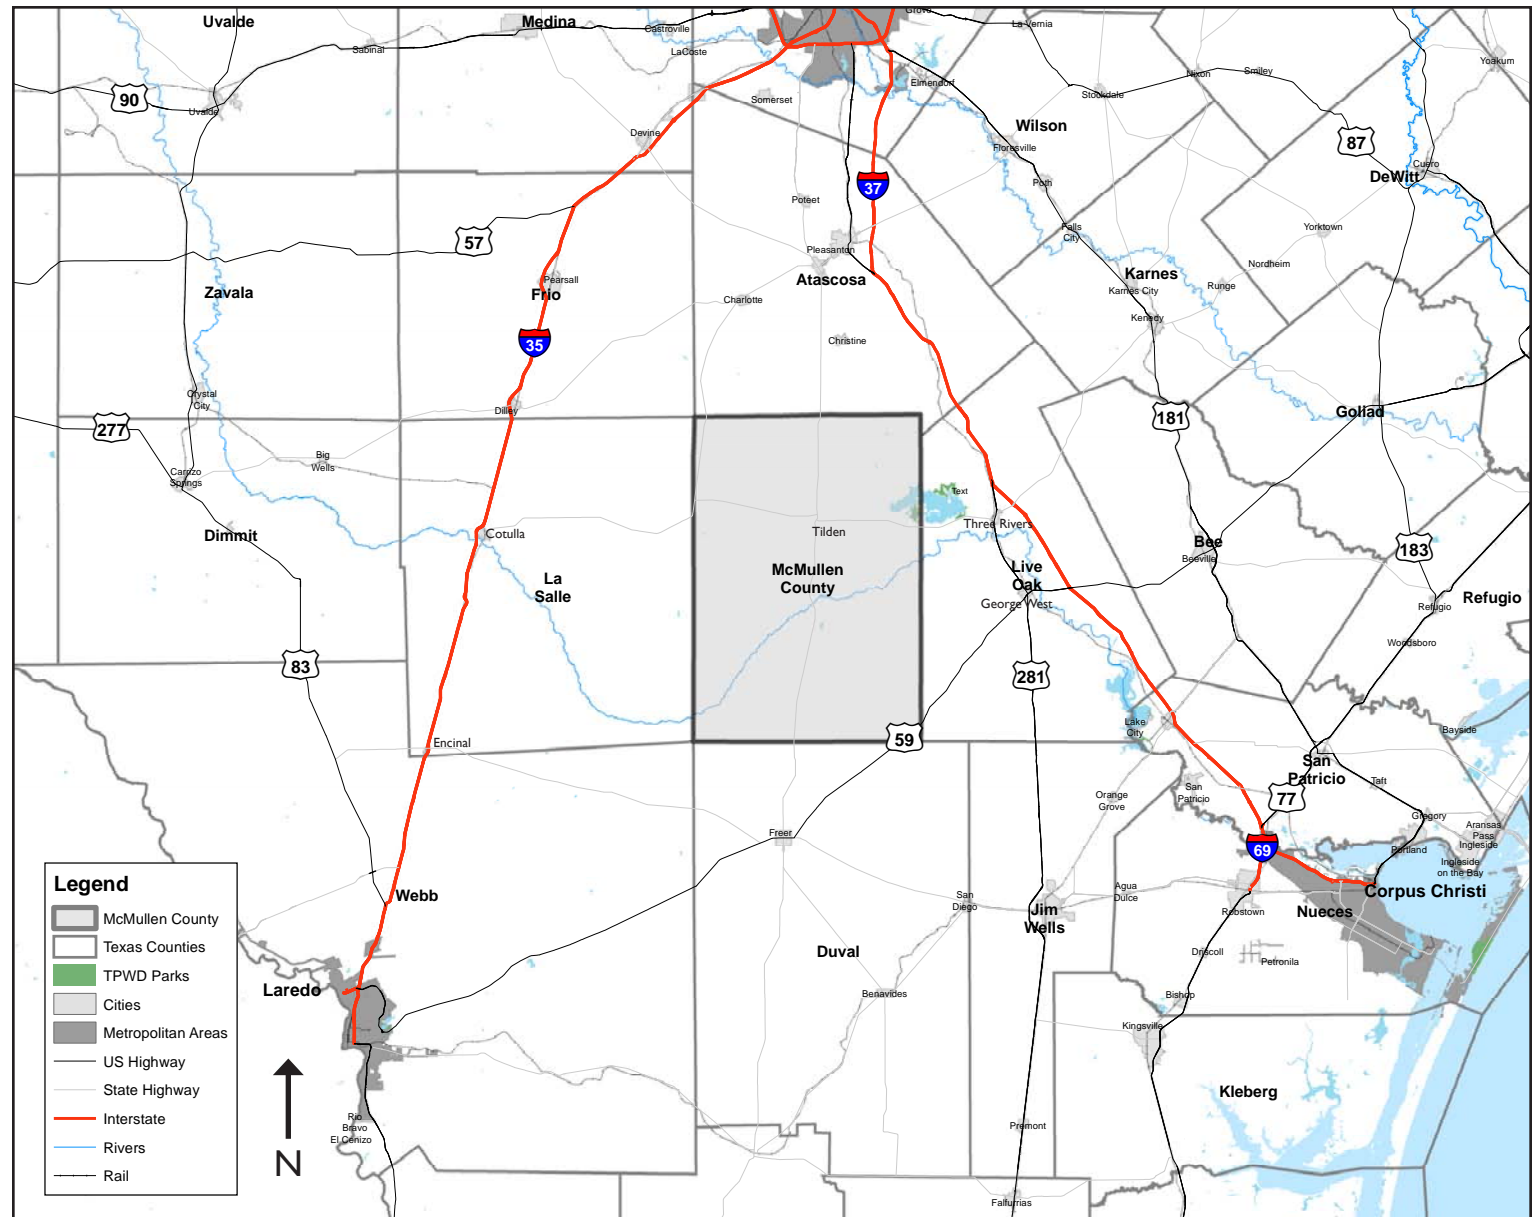 Uvalde
Medina
Grove
La Vernia
Castroville
Sabinal
LaCoste
Yoakum
Nixon
Smiley
Elmendorf
Stockdale
90
Somerset
Uvalde
Wilson
Devine
Floresville
87
Cuero
DeWitt
37
Poth
Poteet
Falls
City
Yorktown
57
Pleasanton
Nordheim
Karnes
Atascosa
Pearsall
Frio
Zavala
Karnes City
Runge
Charlotte
Kenedy
35
Christine
Crystal
City
Dilley
Goliad
181
277
Big
Wells
Carrizo
Springs
Text
Three Rivers
Dimmit
Cotulla
Tilden
Bee
Beeville
183
McMullen
County
La
Salle
Live
Oak
George West
Refugio
Refugio
Woodsboro
83
281
Lake
City
Bayside
59
Encinal
San
Patricio
Taft
San
Patricio
Orange
Grove
77
Gregory
Aransas
Pass
Ingleside
Freer
69
Portland
Ingleside
on the Bay
Corpus Christi
Agua
Dulce
Webb
San
Diego
Jim
Wells
Robstown
Nueces
Duval
Driscoll
Petronila
Laredo
Benavides
Bishop
Kingsville
Kleberg
Rio
Bravo
El Cenizo
Premont
Falfurrias
N
Legend
McMullen County
Texas Counties
TPWD Parks
Cities
Metropolitan Areas
US Highway
State Highway
Interstate
Rivers
Rail